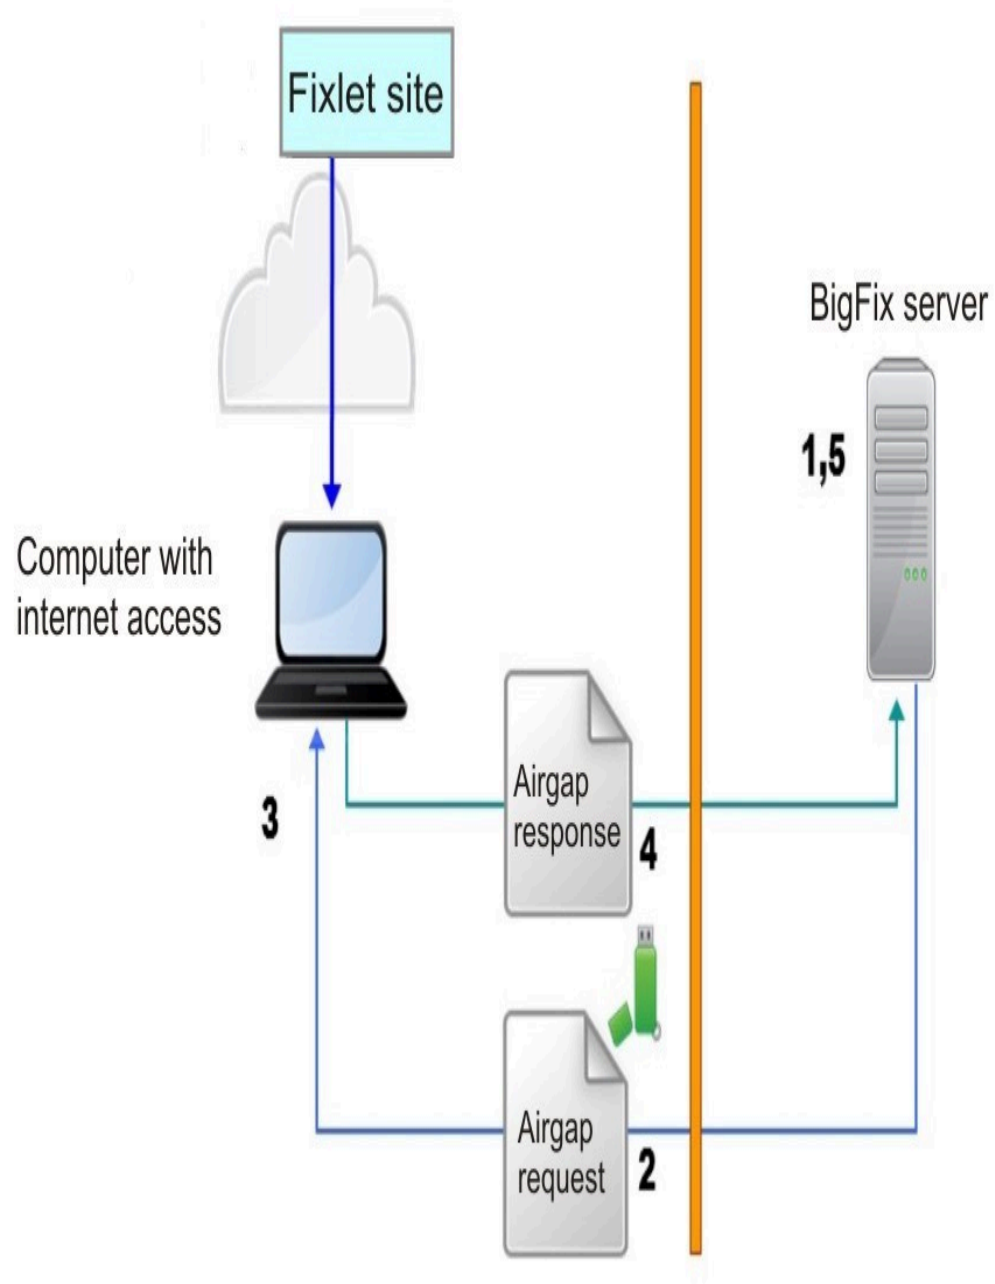 Fixlet site
BigFix server
1,5
Computer with
internet access
Airgap
response
3
4
Airgap
request
2